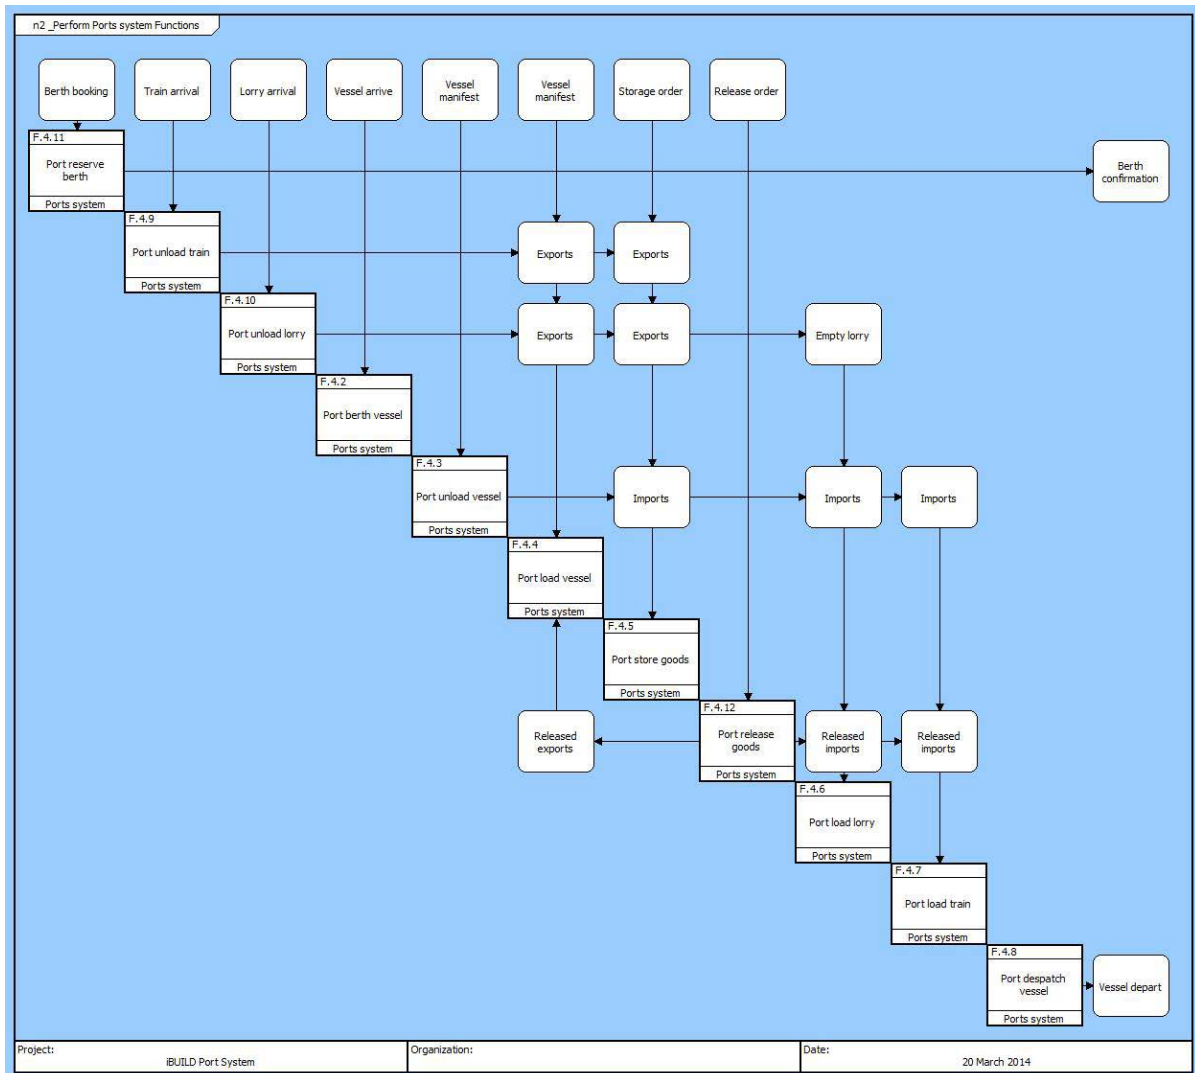 n2 _Perform Ports system Functions
Berth booking
Train arrival
Lorry arrival
Vessel arrive
Vessel
manifest
Vessel
manifest
Storage order
Release order
F.4.11
Port reserve
berth
Ports system
Berth
confirmation
F.4.9
Port unload train
Ports system
Exports
Exports
F.4.10
Port unload lorry
Ports system
Exports
Exports
Empty lorry
F.4.2
Port berth vessel
Ports system
F.4.3
Port unload vessel
Ports system
Imports
Imports
Imports
F.4.4
Port load vessel
Ports system
F.4.5
Port store goods
Ports system
Released
exports
F.4.12
Port release
goods
Ports system
Released
imports
Released
imports
F.4.6
Port load lorry
Ports system
F.4.7
Port load train
Ports system
F.4.8
Port despatch
vessel
Ports system
Vessel depart
Project:
iBUILD Port System
Organization:
Date:
20 March 2014